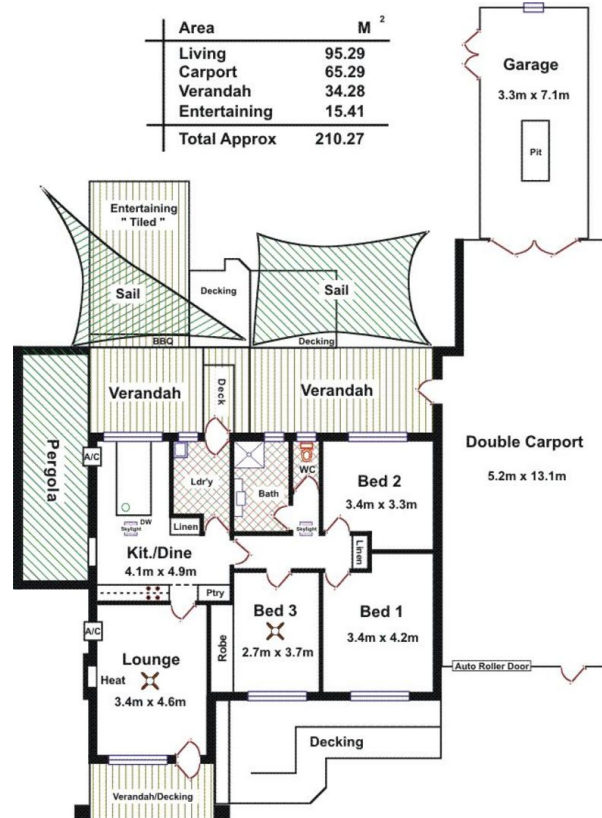 Area M 2
Living 95.29
Carport 65.29
Verandah 34.28
Entertaining 15.41
Total Approx 210.27
Garage
3.3m x 7.1m
Pit
Entertaining
" Tiled "
Sail
Decking
Sail
BBQ
Decking
Verandah
Deck
Verandah
Pergola
A/C
Ldr'y
Bath
WC
Bed 2
3.4m x 3.3m
Double Carport
5.2m x 13.1m
DW
Skylight
Linen
Skylight
Linen
Kit./Dine
4.1m x 4.9m
Ptry
A/C
Lounge
3.4m x 4.6m
Heat
Robe
Bed 3
2.7m x 3.7m
Bed 1
3.4m x 4.2m
Auto Roller Door
Decking
Verandah/Decking